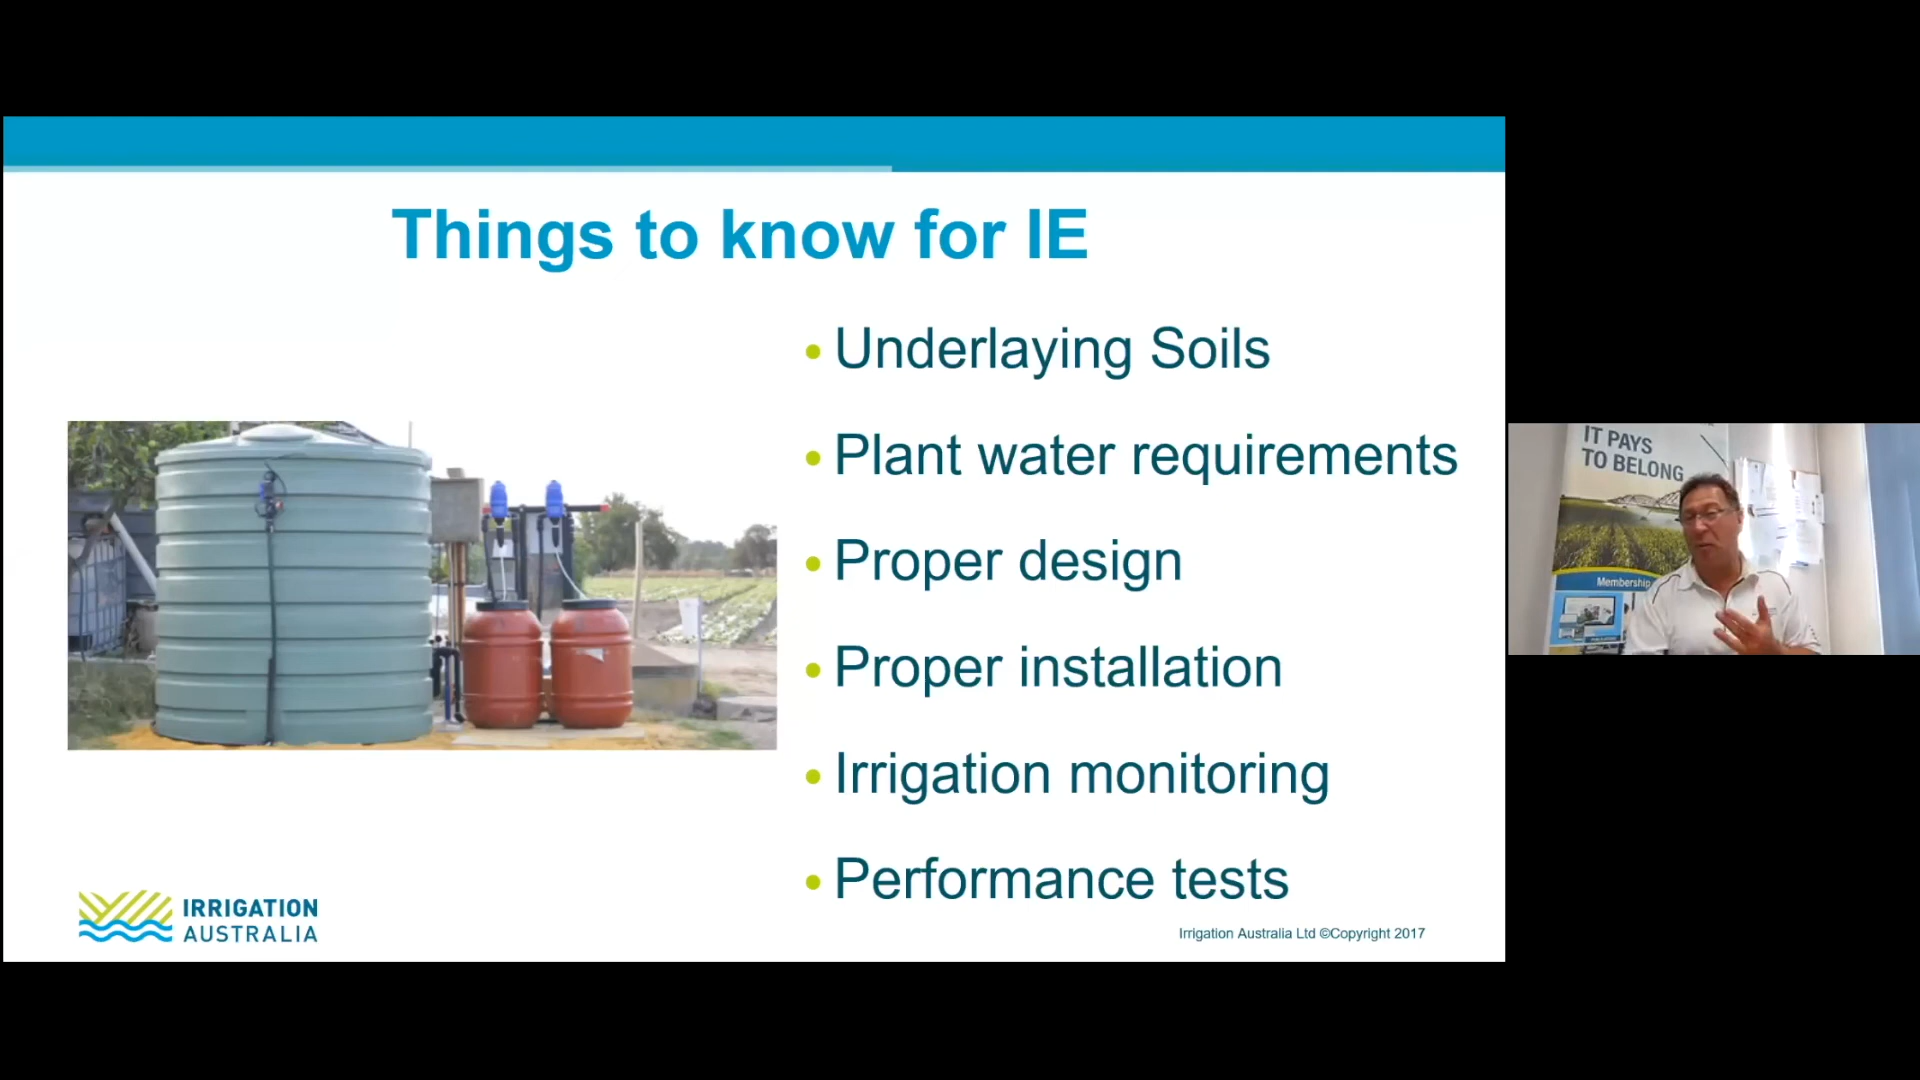 Things to know for IE
• Underlaying Soils
• Plant water requirements
• Proper design
• Proper installation
• Irrigation monitoring
• Performance tests
IRRIGATION
AUSTRALIA
Irrigation Australia Ltd ©Copyright 2017
IT PAYS
TO BELONG
Membership